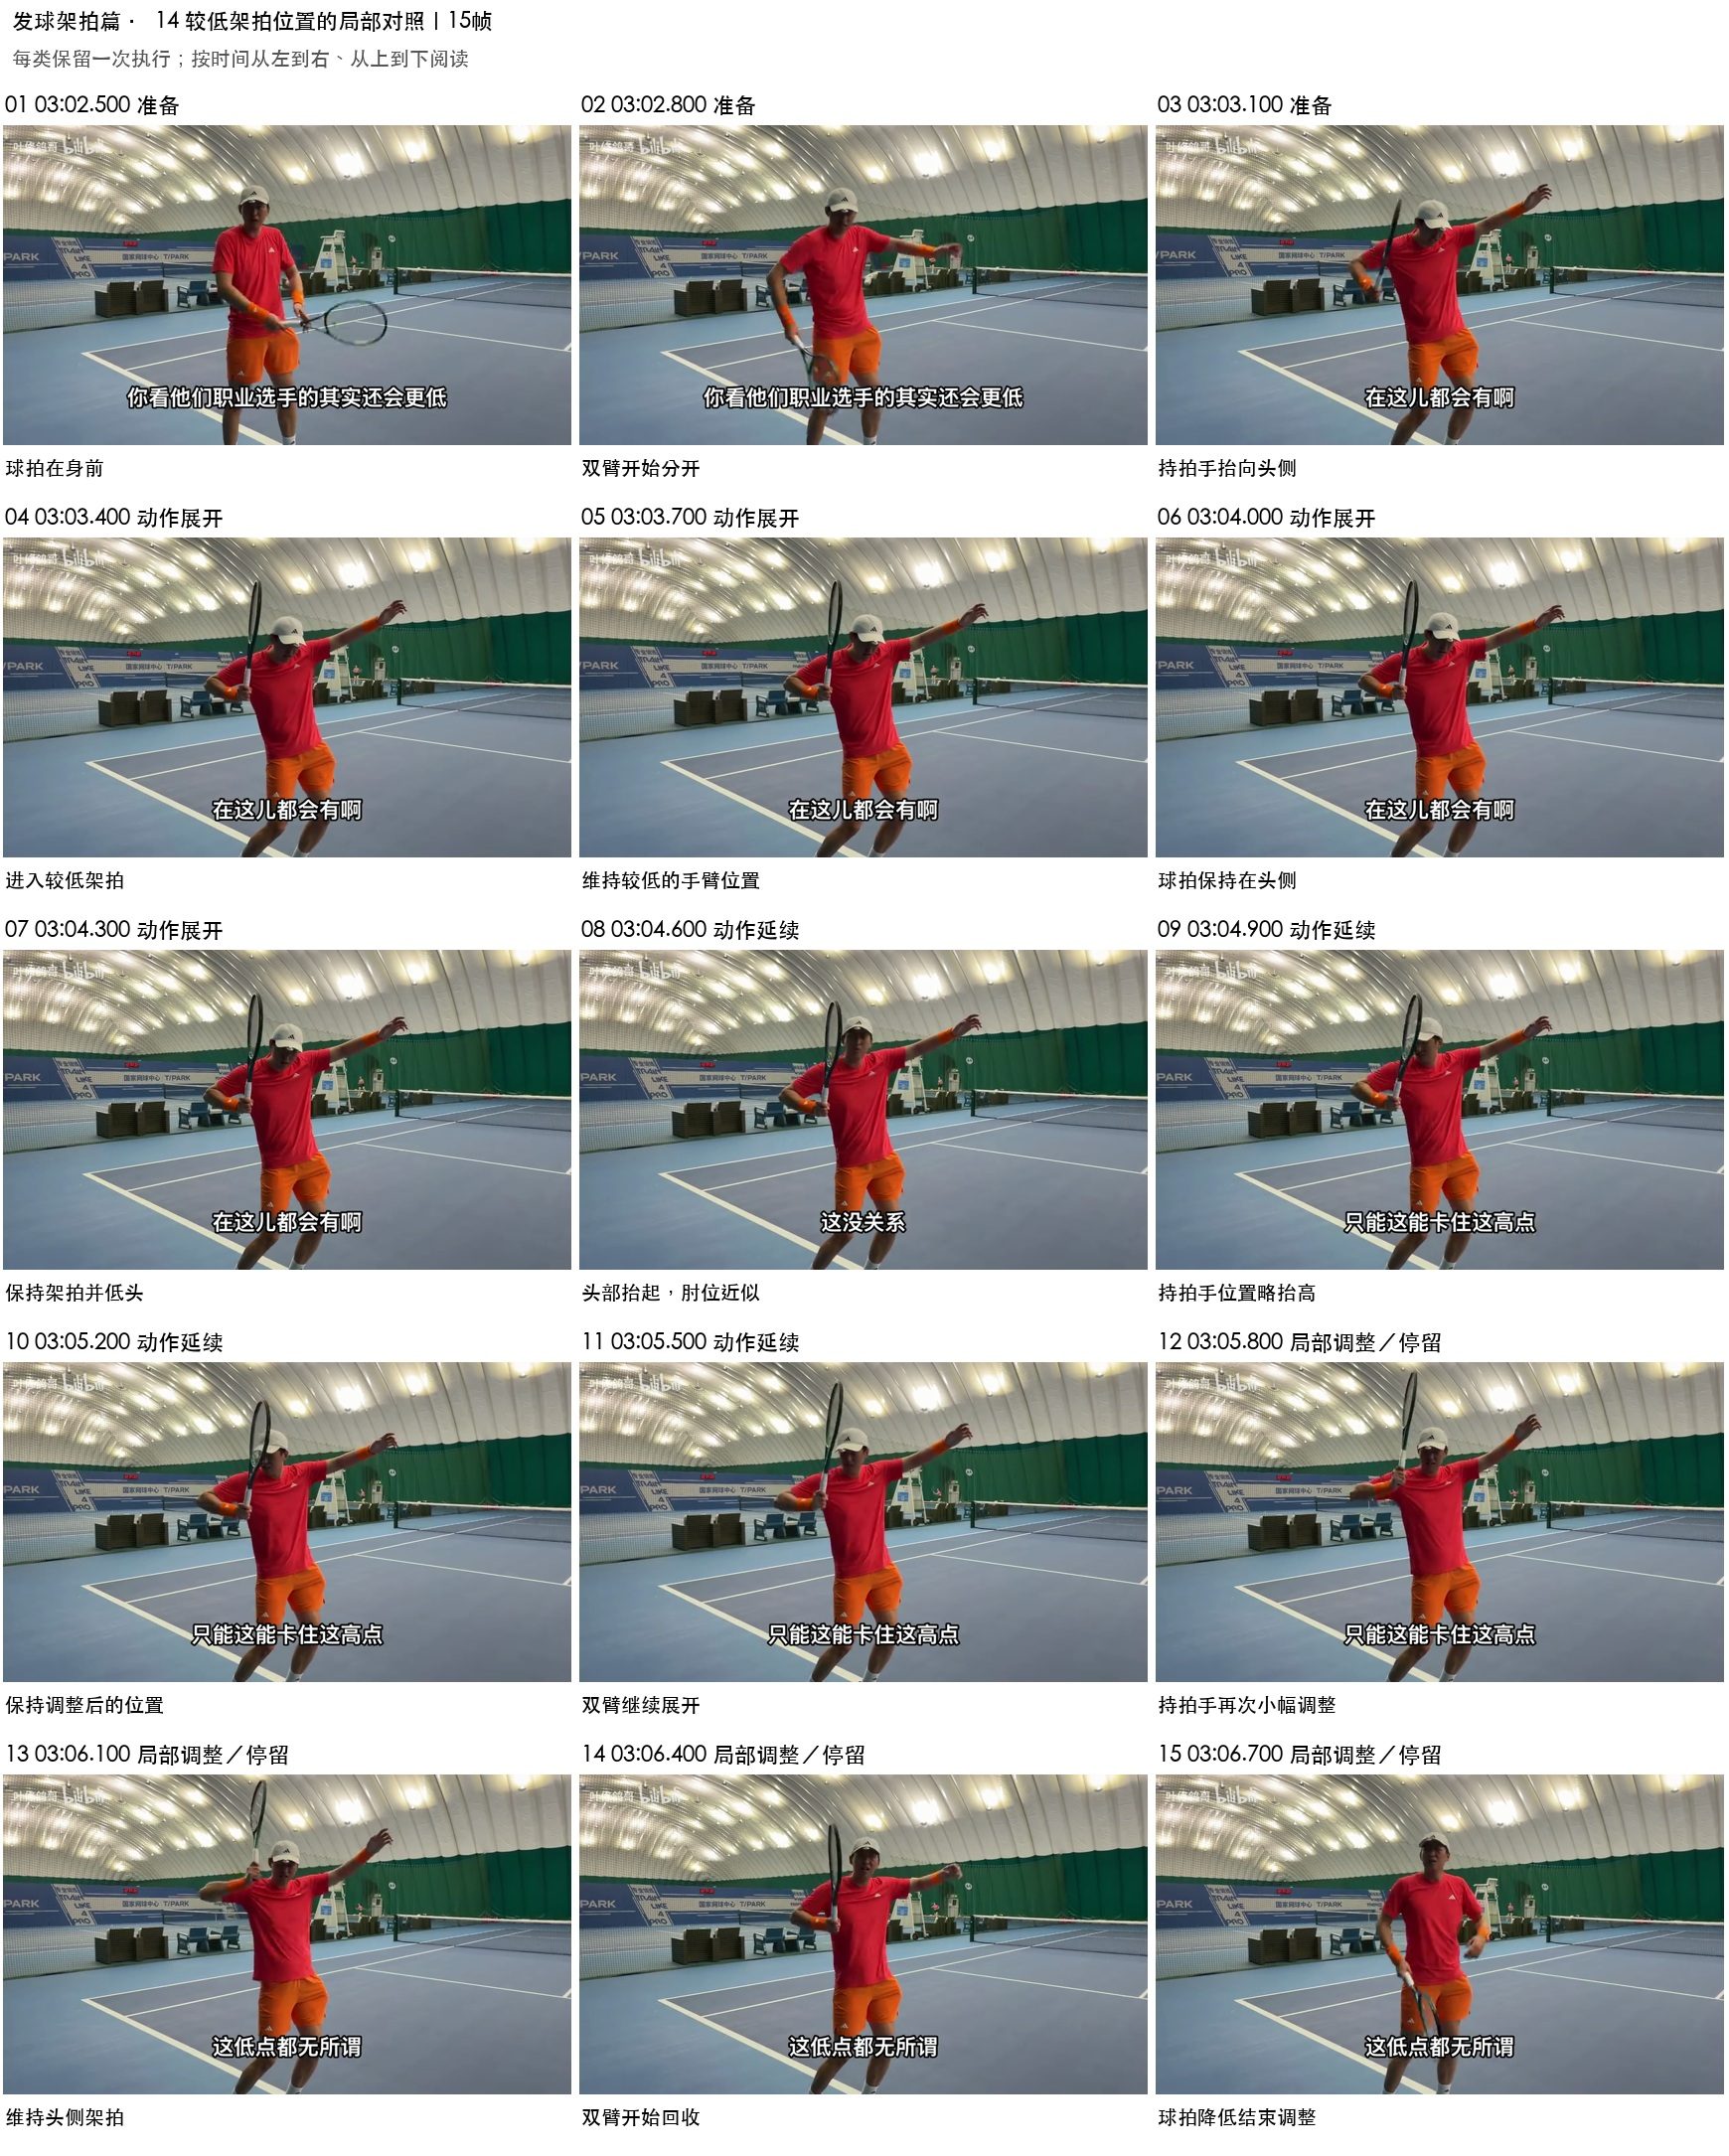 发球架拍篇· 14 较低架拍位置的局部对照丨15帧
每类保留一次执行；按时间从左到右、从上到下阅读
01 03:02.500 准备
02 03:02.800 准备
03 03:03.100 准备
你看他们职业选手的其实还会更低
你看他们职业选手的其实还会更低
在这儿都会有啊
球拍在身前
双臂开始分开
持拍手抬向头侧
04 03:03.400 动作展开
05 03:03.700 动作展开
06 03:04.000 动作展开
在这儿都会有啊
在这儿都会有啊
在这儿都会有啊
进入较低架拍
维持较低的手臂位置
球拍保持在头侧
07 03:04.300 动作展开
08 03:04.600 动作延续
09 03:04.900 动作延续
在这儿都会有啊
这没关系
只能这能卡住这高点
保持架拍并低头
头部抬起，肘位近似
持拍手位置略抬高
10 03:05.200 动作延续
11 03:05.500 动作延续
12 03:05.800 局部调整／停留
只能这能卡住这高点
只能这能卡住这高点
只能这能卡住这高点
保持调整后的位置
双臂继续展开
持拍手再次小幅调整
13 03:06.100 局部调整／停留
14 03:06.400 局部调整／停留
15 03:06.700 局部调整／停留
这低点都无所谓
这低点都无所谓
这低点都无所谓
维持头侧架拍
双臂开始回收
球拍降低结束调整